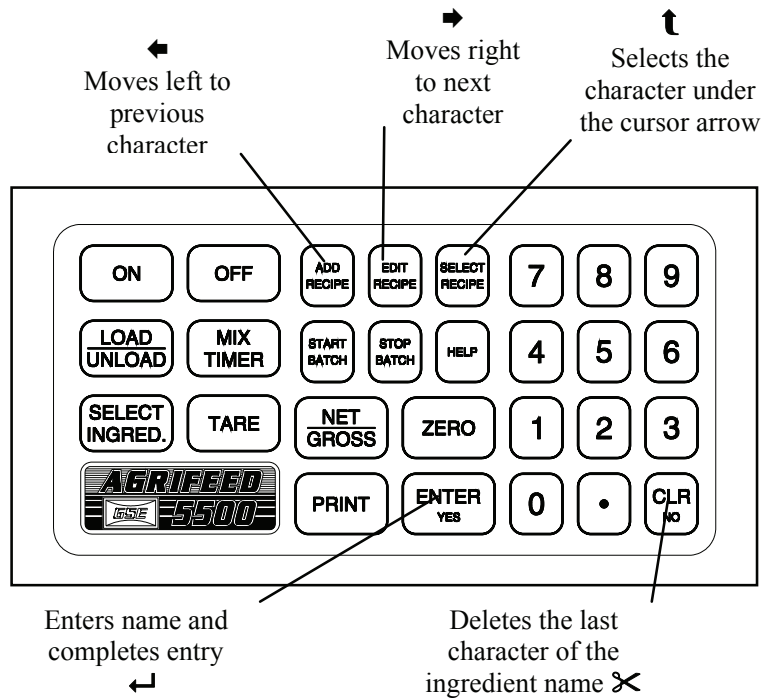 Moves left to
previous
character
Moves right
to next
character
Selects the
character under
the cursor arrow
ON
OFF
ADD
RECIPE
EDIT
RECIPE
SELECT
RECIPE
7
8
9
LOAD
UNLOAD
MIX
TIMER
START
BATCH
STOP
BATCH
HELP
4
5
6
SELECT
INGRED.
TARE
NET
GROSS
ZERO
1
2
3
AGRIFEED
GSE 5500
PRINT
ENTER
YES
0
•
CLR
NO
Enters name and
completes entry
Deletes the last
character of the
ingredient name